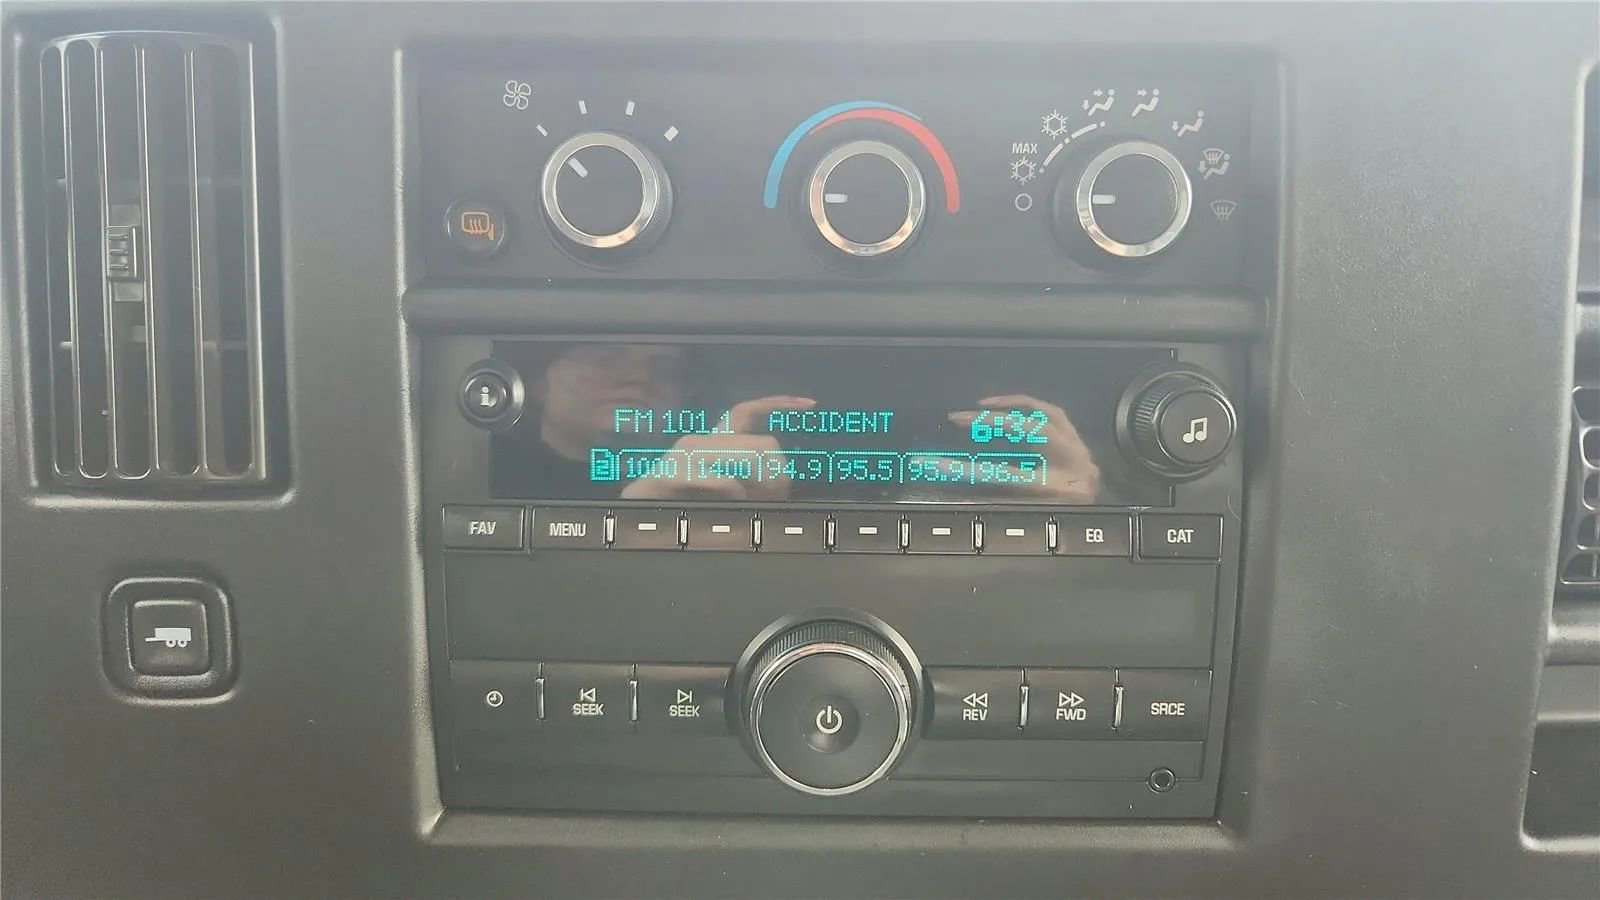 MAX
i
FM 101.1 ACCIDENT 6:32
2 1000 1400 94.9 95.5 95.9 96.5
FAV MENU EQ CAT
SEEK SEEK REV FWD SRCE